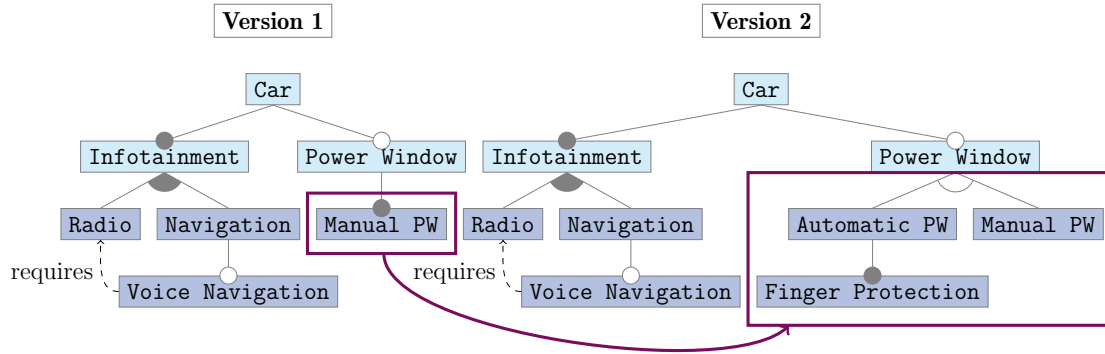 Version 1
Version 2
Car
Car
Infotainment
Power Window
Infotainment
Power Window
Radio
Navigation
Manual PW
Radio
Navigation
Automatic PW
Manual PW
requires
Voice Navigation
requires
Voice Navigation
Finger Protection